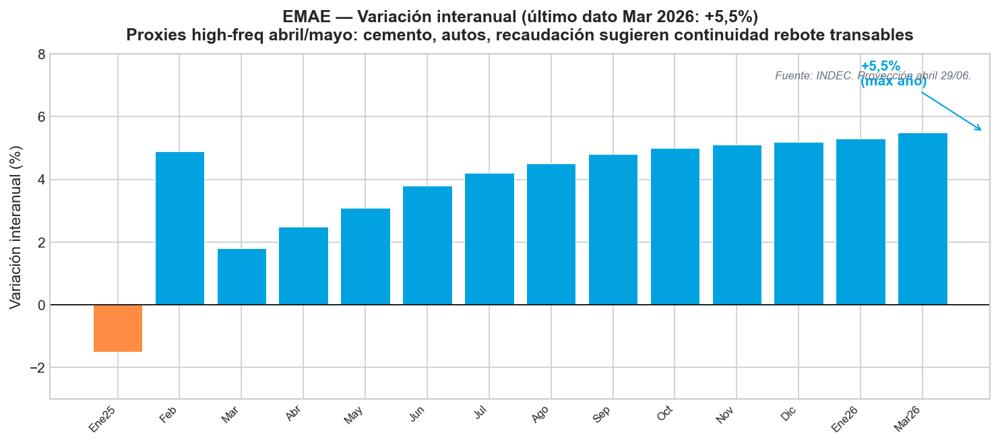 EMAE — Variación interanual (último dato Mar 2026: +5,5%)
Proxies high-freq abril/mayo: cemento, autos, recaudación sugieren continuidad rebote transables
+5,5%
(máx año)
Fuente: INDEC. Proyección abril 29/06.
Variación interanual (%)
8
6
4
2
0
−2
Ene25
Feb
Mar
Abr
May
Jun
Jul
Ago
Sep
Oct
Nov
Dic
Ene26
Mar26